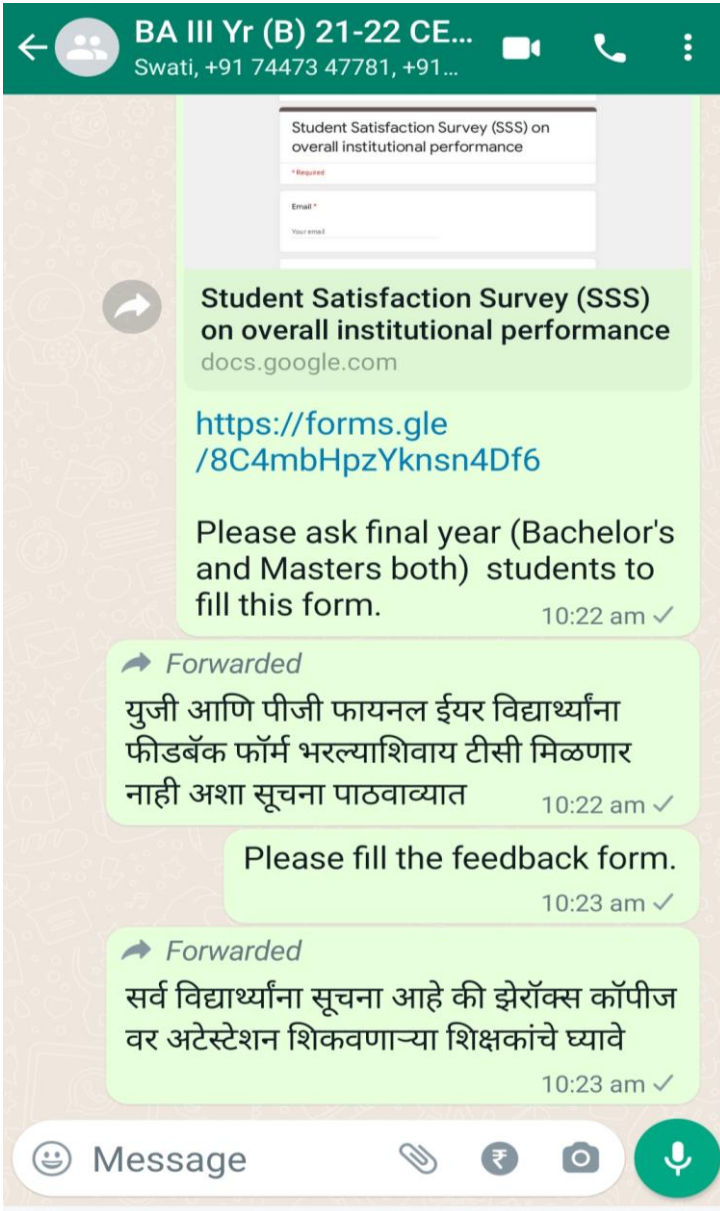 BA III Yr (B) 21-22 CE...
Swati, +91 74473 47781, +91...
Student Satisfaction Survey (SSS) on
overall institutional performance
* Required
Email *
Your email
Student Satisfaction Survey (SSS)
on overall institutional performance
docs.google.com
https://forms.gle
/8C4mbHpzYknsn4Df6
Please ask final year (Bachelor's
and Masters both) students to
fill this form.
10:22 am
Forwarded
युजी आणि पीजी फायनल ईयर विद्यार्थ्यांना
फीडबॅक फॉर्म भरल्याशिवाय टीसी मिळणार
नाही अशा सूचना पाठवाव्यात
10:22 am
Please fill the feedback form.
10:23 am
Forwarded
सर्व विद्यार्थ्यांना सूचना आहे की झेरॉक्स कॉपीज
वर अटेस्टेशन शिकवणाऱ्या शिक्षकांचे घ्यावे
10:23 am
Message